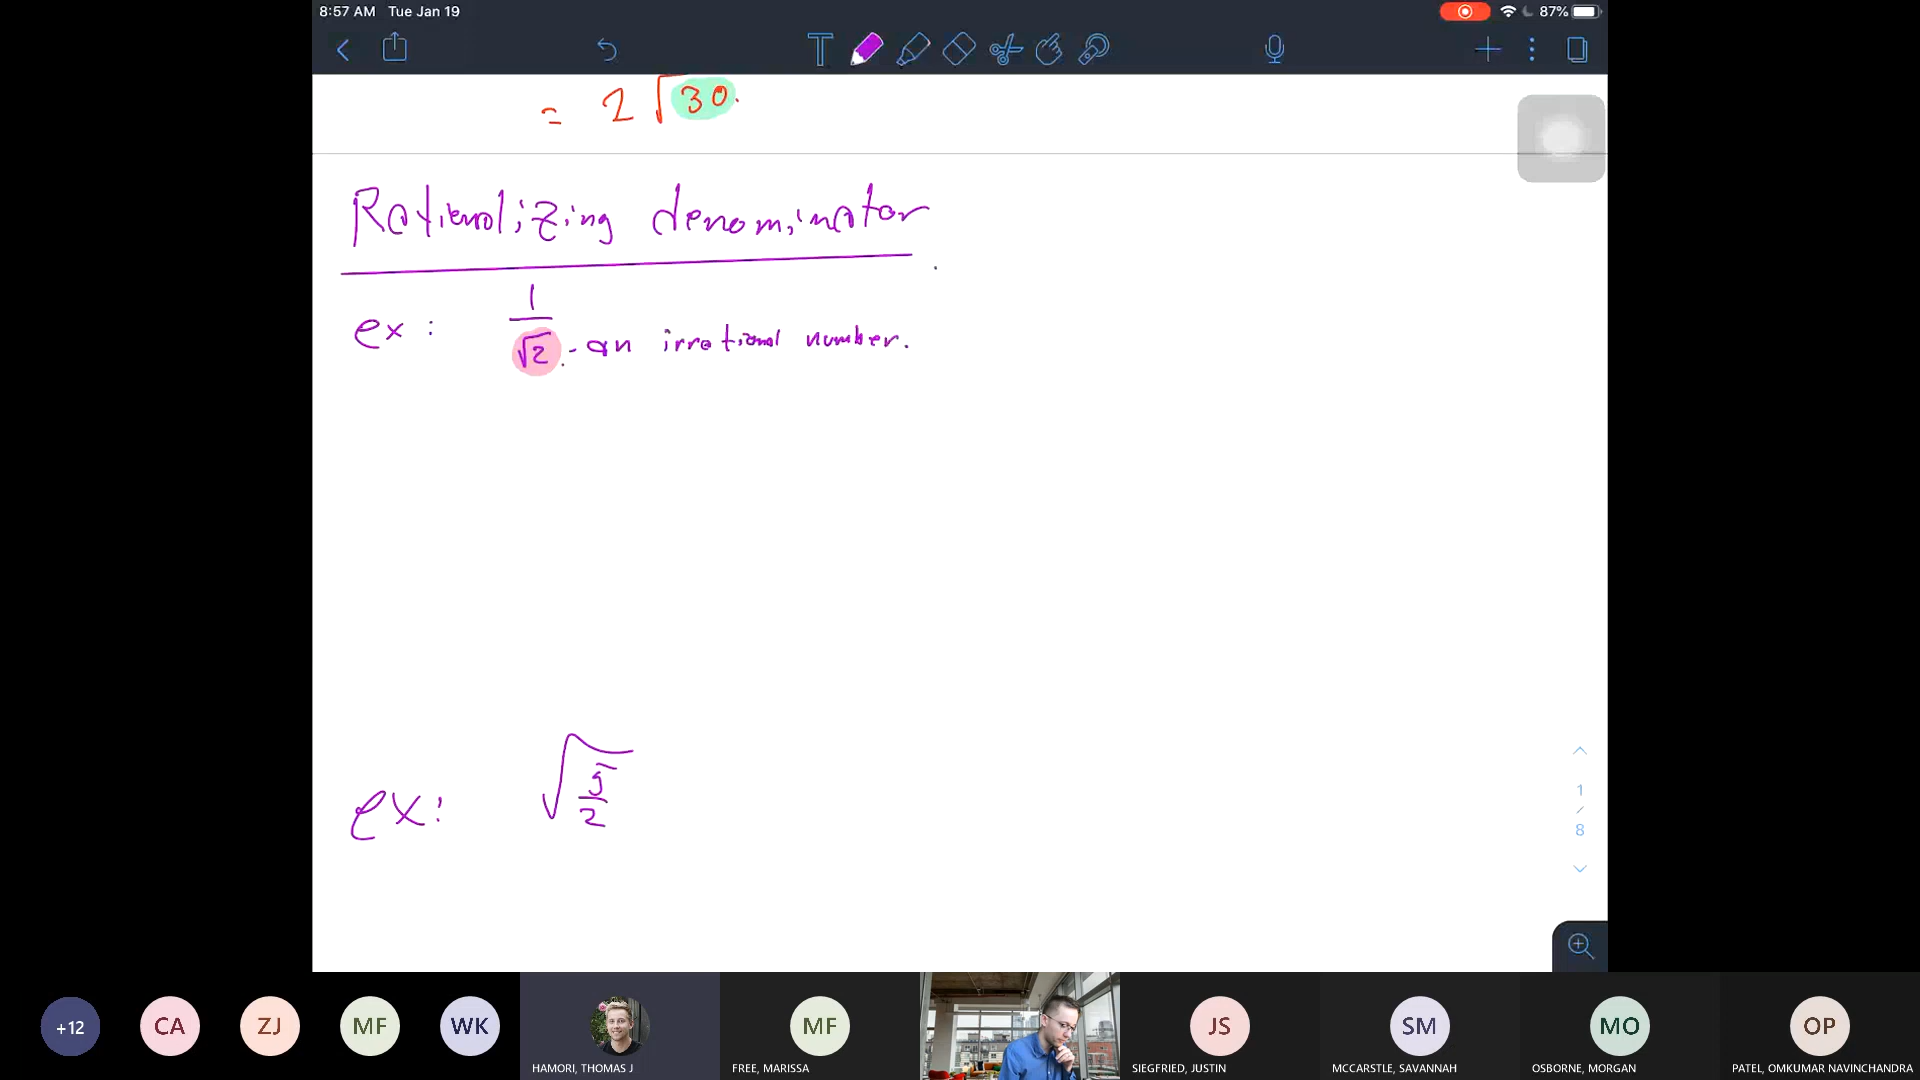 8:57 AM Tue Jan 19
87%
= 2 √30.
Rationalizing denominator
ex: 1/√2 - an irrational number.
1
/
8
ex: √(5/2)
+12
CA
ZJ
MF
WK
MF
JS
SM
MO
OP
HAMORI, THOMAS J
FREE, MARISSA
SIEGFRIED, JUSTIN
MCCARSTLE, SAVANNAH
OSBORNE, MORGAN
PATEL, OMKUMAR NAVINCHANDRA